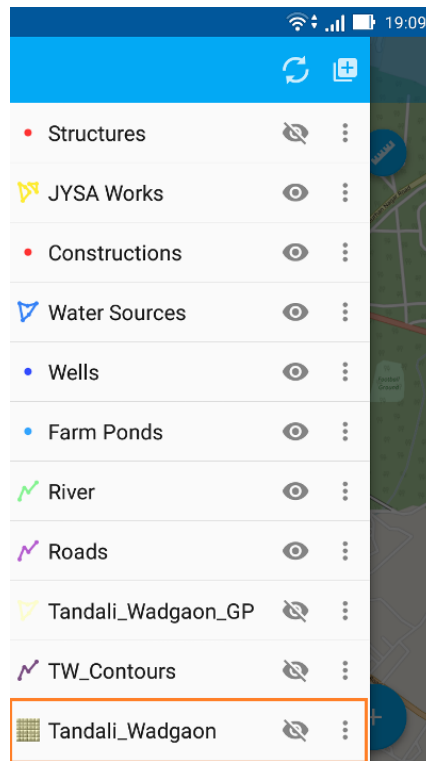 19:09
Structures
JYSA Works
Constructions
Water Sources
Wells
Farm Ponds
River
Roads
Tandali_Wadgaon_GP
TW_Contours
Tandali_Wadgaon